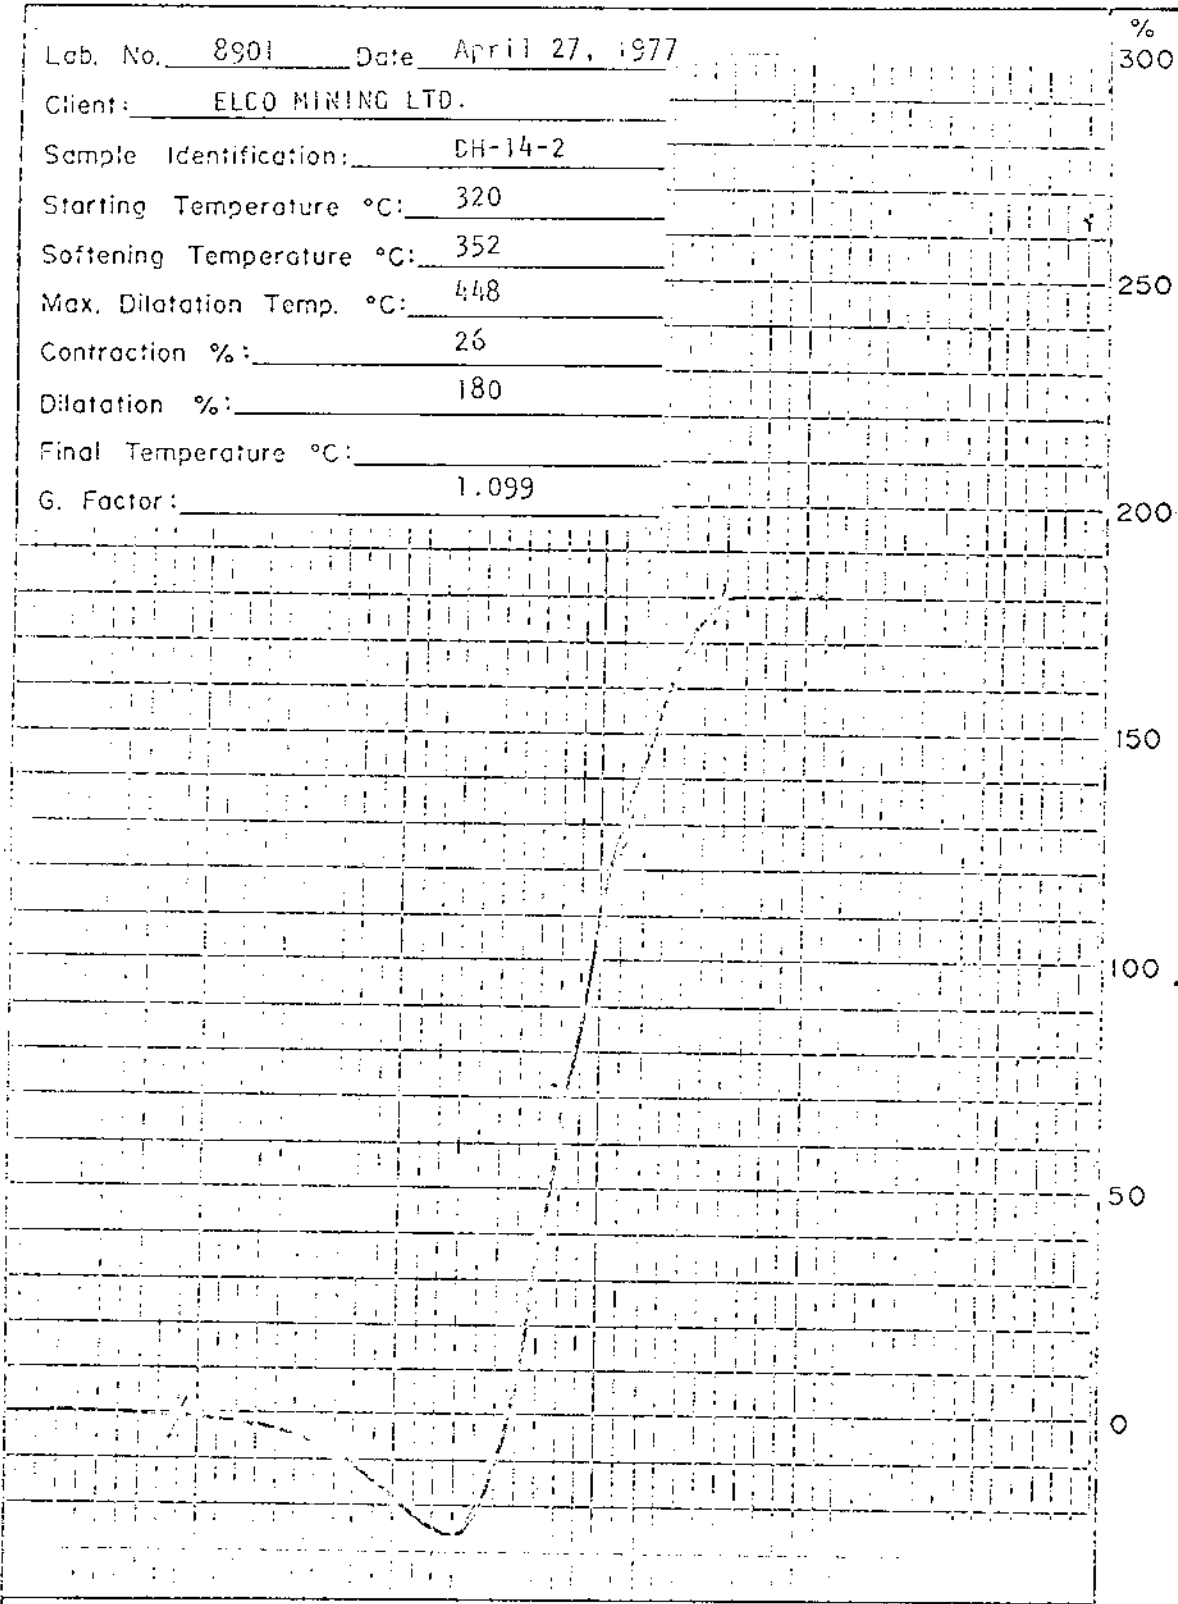 Lab. No. 8901 Date April 27, 1977
Client: ELCO MINING LTD.
Sample Identification: DH-14-2
Starting Temperature °C: 320
Softening Temperature °C: 352
Max. Dilatation Temp. °C: 448
Contraction %: 26
Dilatation %: 180
Final Temperature °C:
G. Factor: 1.099
%
300
250
200
150
100
50
0